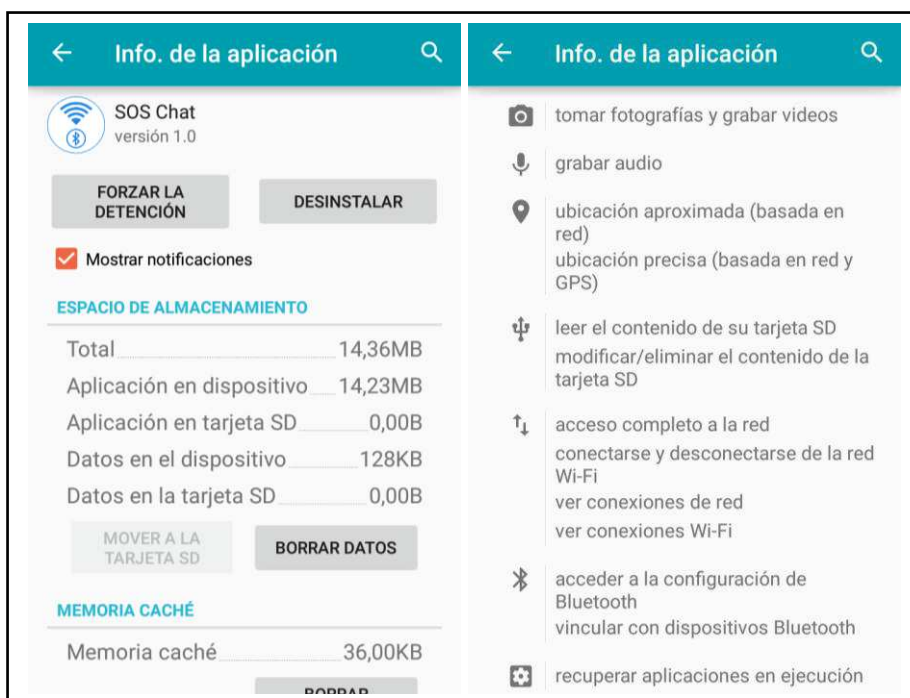 Info. de la aplicación
SOS Chat
versión 1.0
FORZAR LA
DETENCIÓN
DESINSTALAR
Mostrar notificaciones
ESPACIO DE ALMACENAMIENTO
Total 14,36MB
Aplicación en dispositivo 14,23MB
Aplicación en tarjeta SD 0,00B
Datos en el dispositivo 128KB
Datos en la tarjeta SD 0,00B
MOVER A LA
TARJETA SD
BORRAR DATOS
MEMORIA CACHÉ
Memoria caché 36,00KB
BORRAR
Info. de la aplicación
tomar fotografías y grabar videos
grabar audio
ubicación aproximada (basada en
red)
ubicación precisa (basada en red y
GPS)
leer el contenido de su tarjeta SD
modificar/eliminar el contenido de la
tarjeta SD
acceso completo a la red
conectarse y desconectarse de la red
Wi-Fi
ver conexiones de red
ver conexiones Wi-Fi
acceder a la configuración de
Bluetooth
vincular con dispositivos Bluetooth
recuperar aplicaciones en ejecución